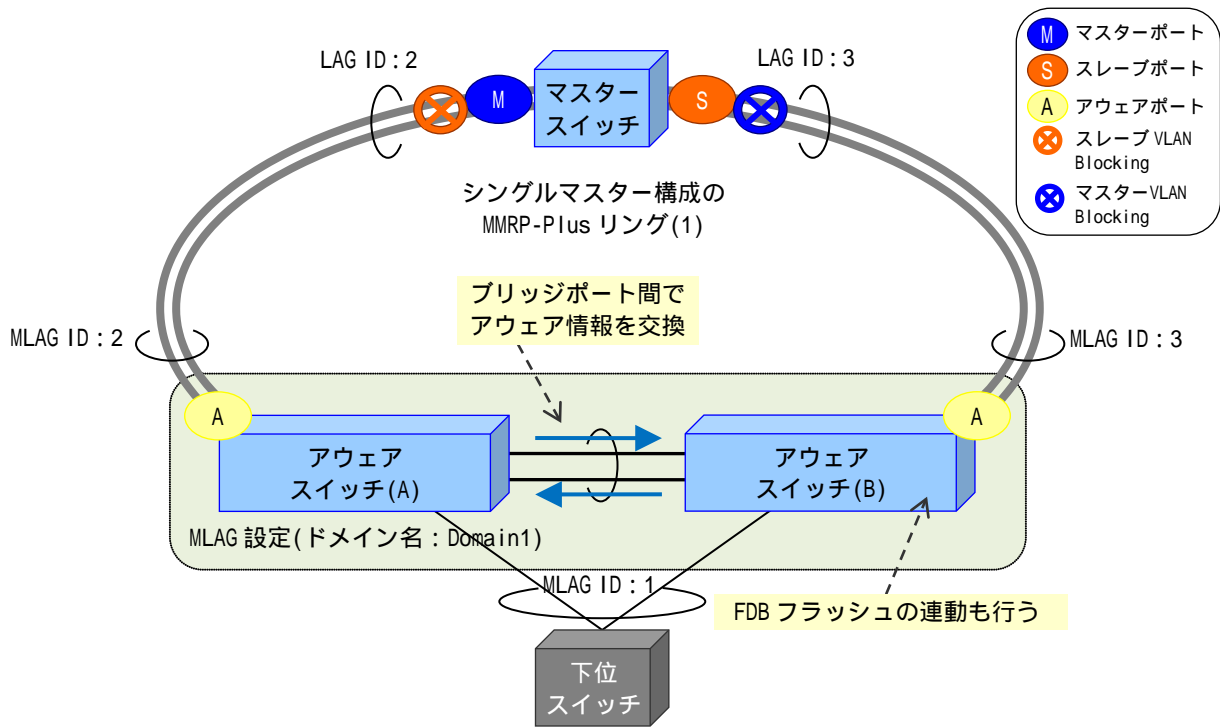 LAG ID：2
M
マスター
スイッチ
S
LAG ID：3
M
マスターポート
S
スレーブポート
A
アウェアポート
スレーブ VLAN
Blocking
マスターVLAN
Blocking
シングルマスター構成の
MMRP-Plus リング(1)
ブリッジポート間で
アウェア情報を交換
MLAG ID：2
MLAG ID：3
A
A
アウェア
スイッチ(A)
アウェア
スイッチ(B)
MLAG 設定(ドメイン名：Domain1)
MLAG ID：1
FDB フラッシュの連動も行う
下位
スイッチ